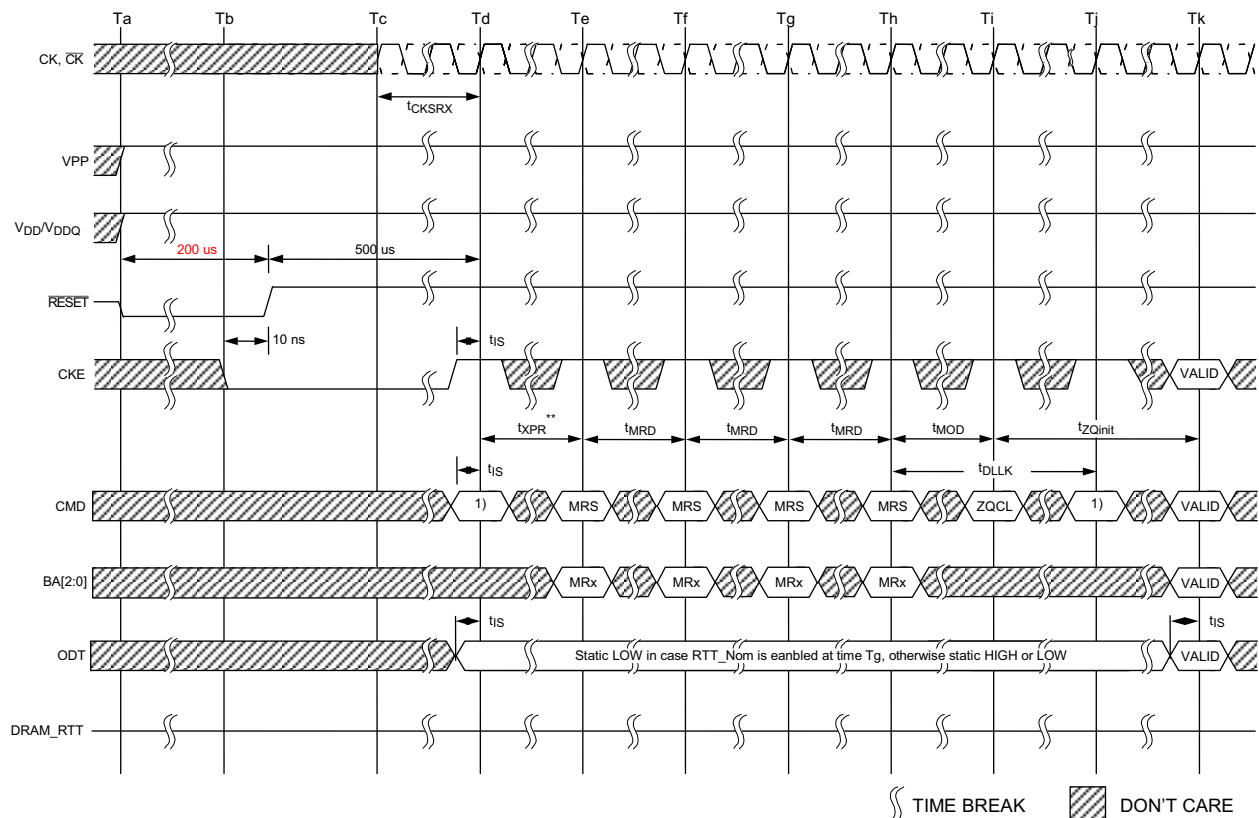 Ta Tb Tc Td Te Tf Tg Th Ti Tj Tk
CK, C̅K̅
tCKSRX
VPP
VDD/VDDQ
200 us 500 us
R̅E̅S̅E̅T̅
10 ns tIS
CKE VALID
tXPR** tMRD tMRD tMRD tMOD tZQinit
tIS tDLLK
CMD 1) MRS MRS MRS MRS ZQCL 1) VALID
BA[2:0] MRx MRx MRx MRx VALID
tIS tIS
ODT Static LOW in case RTT_Nom is eanbled at time Tg, otherwise static HIGH or LOW VALID
DRAM_RTT
TIME BREAK DON'T CARE